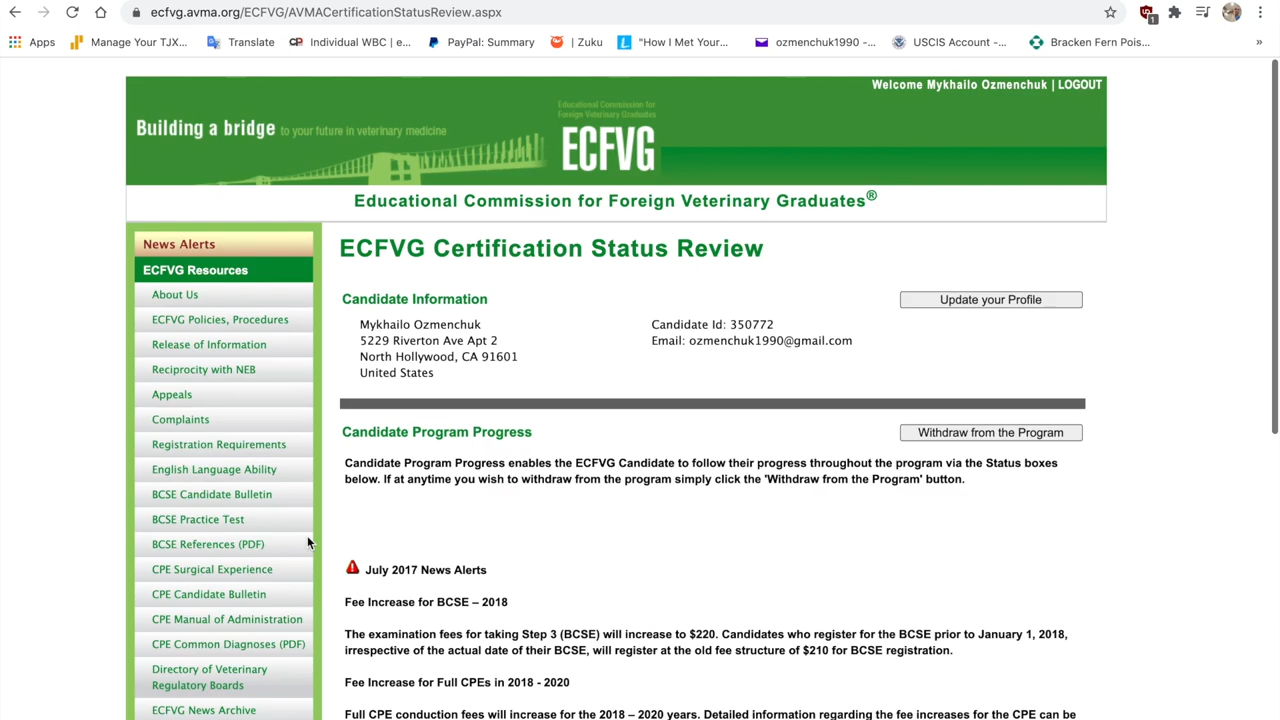 ecfvg.avma.org/ECFVG/AVMACertificationStatusReview.aspx
1
Apps
Manage Your TJX...
Translate
CP Individual WBC | e...
PayPal: Summary
| Zuku
"How I Met Your...
ozmenchuk1990 -...
USCIS Account -...
Bracken Fern Pois...
»
Welcome Mykhailo Ozmenchuk | LOGOUT
Building a bridge to your future in veterinary medicine
Educational Commission for
Foreign Veterinary Graduates
ECFVG
Educational Commission for Foreign Veterinary Graduates®
News Alerts
ECFVG Resources
About Us
ECFVG Policies, Procedures
Release of Information
Reciprocity with NEB
Appeals
Complaints
Registration Requirements
English Language Ability
BCSE Candidate Bulletin
BCSE Practice Test
BCSE References (PDF)
CPE Surgical Experience
CPE Candidate Bulletin
CPE Manual of Administration
CPE Common Diagnoses (PDF)
Directory of Veterinary
Regulatory Boards
ECFVG News Archive
ECFVG Certification Status Review
Candidate Information
Update your Profile
Mykhailo Ozmenchuk
5229 Riverton Ave Apt 2
North Hollywood, CA 91601
United States
Candidate Id: 350772
Email: ozmenchuk1990@gmail.com
Candidate Program Progress
Withdraw from the Program
Candidate Program Progress enables the ECFVG Candidate to follow their progress throughout the program via the Status boxes
below. If at anytime you wish to withdraw from the program simply click the 'Withdraw from the Program' button.
July 2017 News Alerts
Fee Increase for BCSE – 2018
The examination fees for taking Step 3 (BCSE) will increase to $220. Candidates who register for the BCSE prior to January 1, 2018,
irrespective of the actual date of their BCSE, will register at the old fee structure of $210 for BCSE registration.
Fee Increase for Full CPEs in 2018 - 2020
Full CPE conduction fees will increase for the 2018 – 2020 years. Detailed information regarding the fee increases for the CPE can be